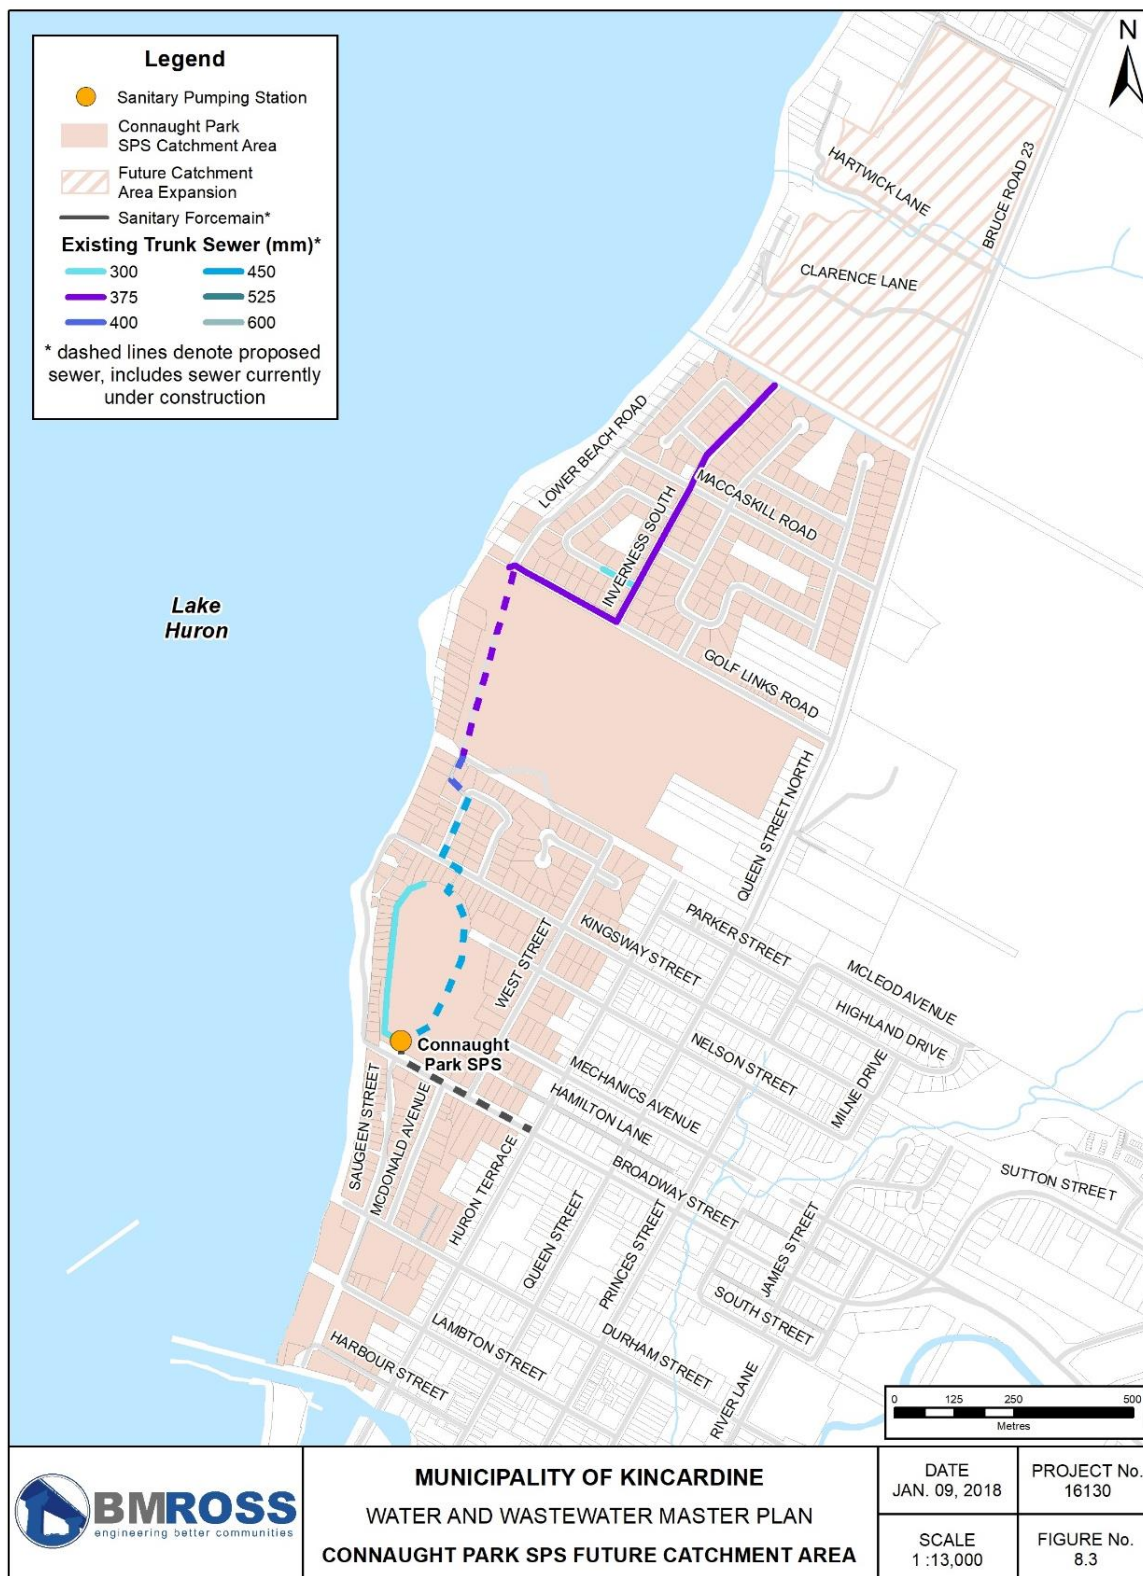 Legend
Sanitary Pumping Station
Connaught Park
SPS Catchment Area
Future Catchment
Area Expansion
Sanitary Forcemain*
Existing Trunk Sewer (mm)*
300
450
375
525
400
600
* dashed lines denote proposed
sewer, includes sewer currently
under construction
N
HARTWICK LANE
BRUCE ROAD 23
CLARENCE LANE
LOWER BEACH ROAD
MACCASKILL ROAD
INVERNESS SOUTH
Lake
Huron
GOLF LINKS ROAD
QUEEN STREET NORTH
PARKER STREET
KINGSWAY STREET
WEST STREET
MCLEOD AVENUE
HIGHLAND DRIVE
NELSON STREET
MILNE DRIVE
Connaught
Park SPS
MECHANICS AVENUE
HAMILTON LANE
SAUGEEN STREET
MCDONALD AVENUE
HURON TERRACE
BROADWAY STREET
SUTTON STREET
QUEEN STREET
PRINCES STREET
JAMES STREET
SOUTH STREET
LAMBTON STREET
DURHAM STREET
HARBOUR STREET
RIVER LANE
0 125 250 500
Metres
BMROSS
engineering better communities
MUNICIPALITY OF KINCARDINE
WATER AND WASTEWATER MASTER PLAN
CONNAUGHT PARK SPS FUTURE CATCHMENT AREA
DATE
JAN. 09, 2018
PROJECT No.
16130
SCALE
1 :13,000
FIGURE No.
8.3